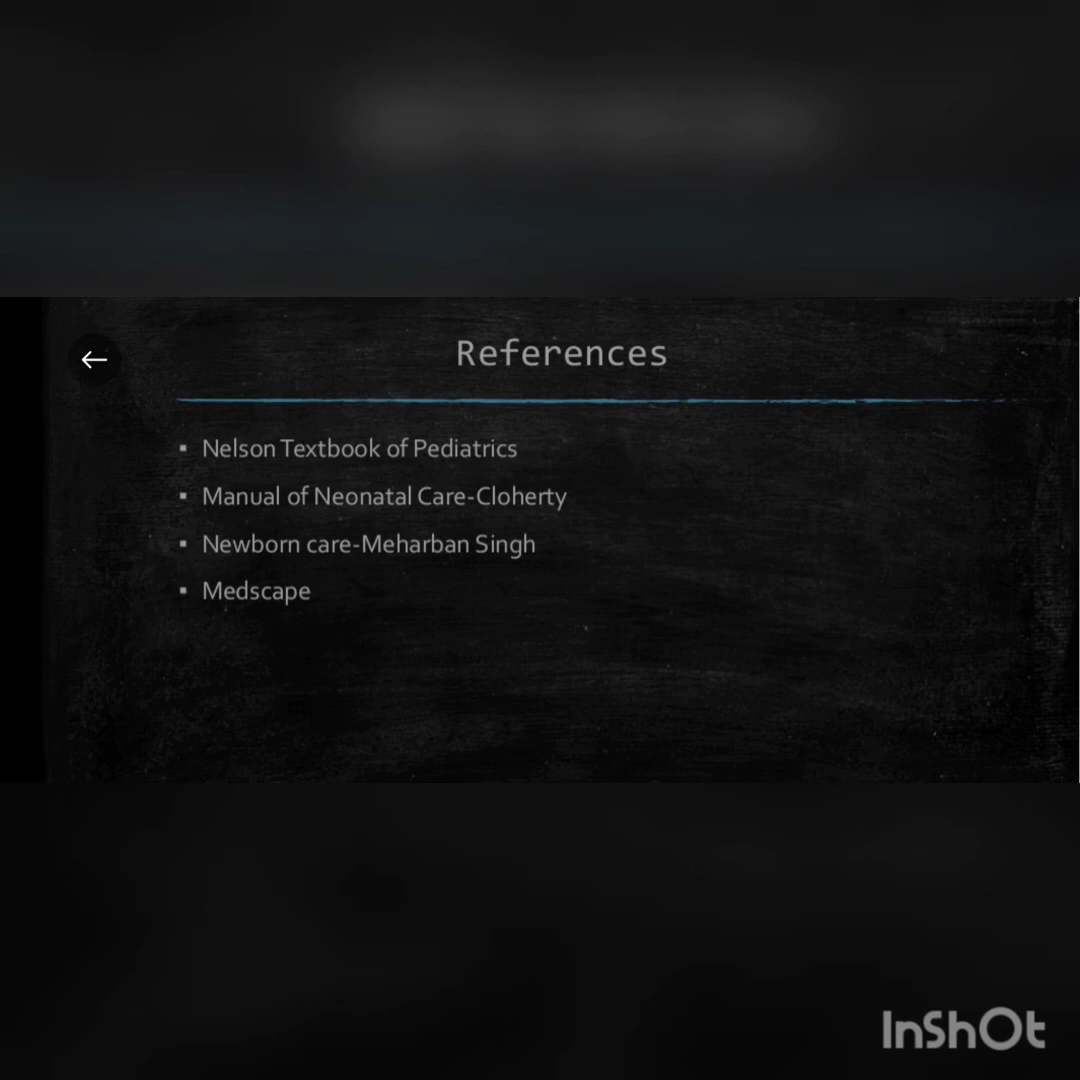 References
▪ Nelson Textbook of Pediatrics
▪ Manual of Neonatal Care-Cloherty
▪ Newborn care-Meharban Singh
▪ Medscape
InShOt